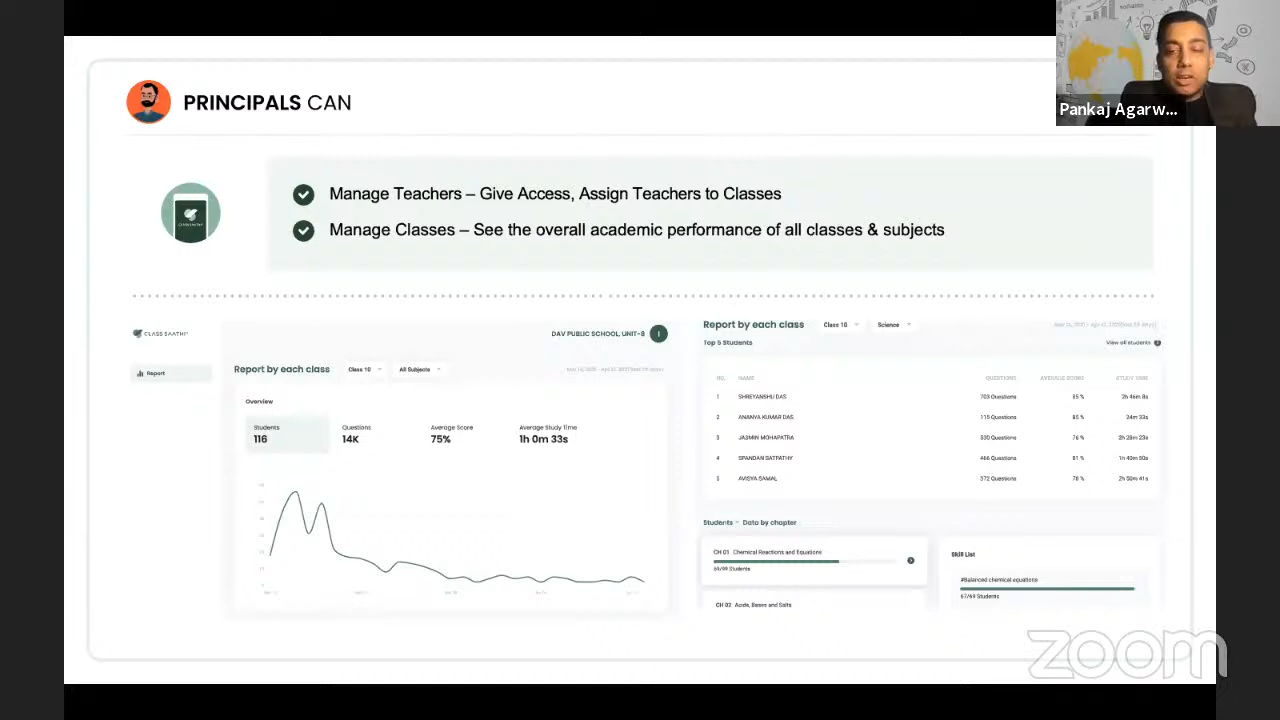 Pankaj Agarw...
PRINCIPALS CAN
Manage Teachers – Give Access, Assign Teachers to Classes
Manage Classes – See the overall academic performance of all classes & subjects
CLASS SAATHI
Report
DAV PUBLIC SCHOOL, UNIT-8 I
Report by each class Class 10 All Subjects
Overview
Students Questions Average Score Average Study Time
116 14K 75% 1h 0m 33s
Report by each class Class 10 Science
Top 5 Students View all students
NO. NAME QUESTIONS AVERAGE SCORE STUDY TIME
1 SHREYANSHU DAS 703 Questions 85 % 2h 46m 8s
2 ANANYA KUMAR DAS 115 Questions 85 % 24m 33s
3 JASMIN MOHAPATRA 76 % 2h 28m 23s
4 SPANDAN SATPATHY 466 Questions 81 %
5 AVISYA SAMAL 372 Questions 78 % 2h 50m 41s
Students - Data by chapter
CH 01 Chemical Reactions and Equations
69/99 Students
CH 02 Acids, Bases and Salts
Skill List
#Balanced chemical equations
67/69 Students
zoom